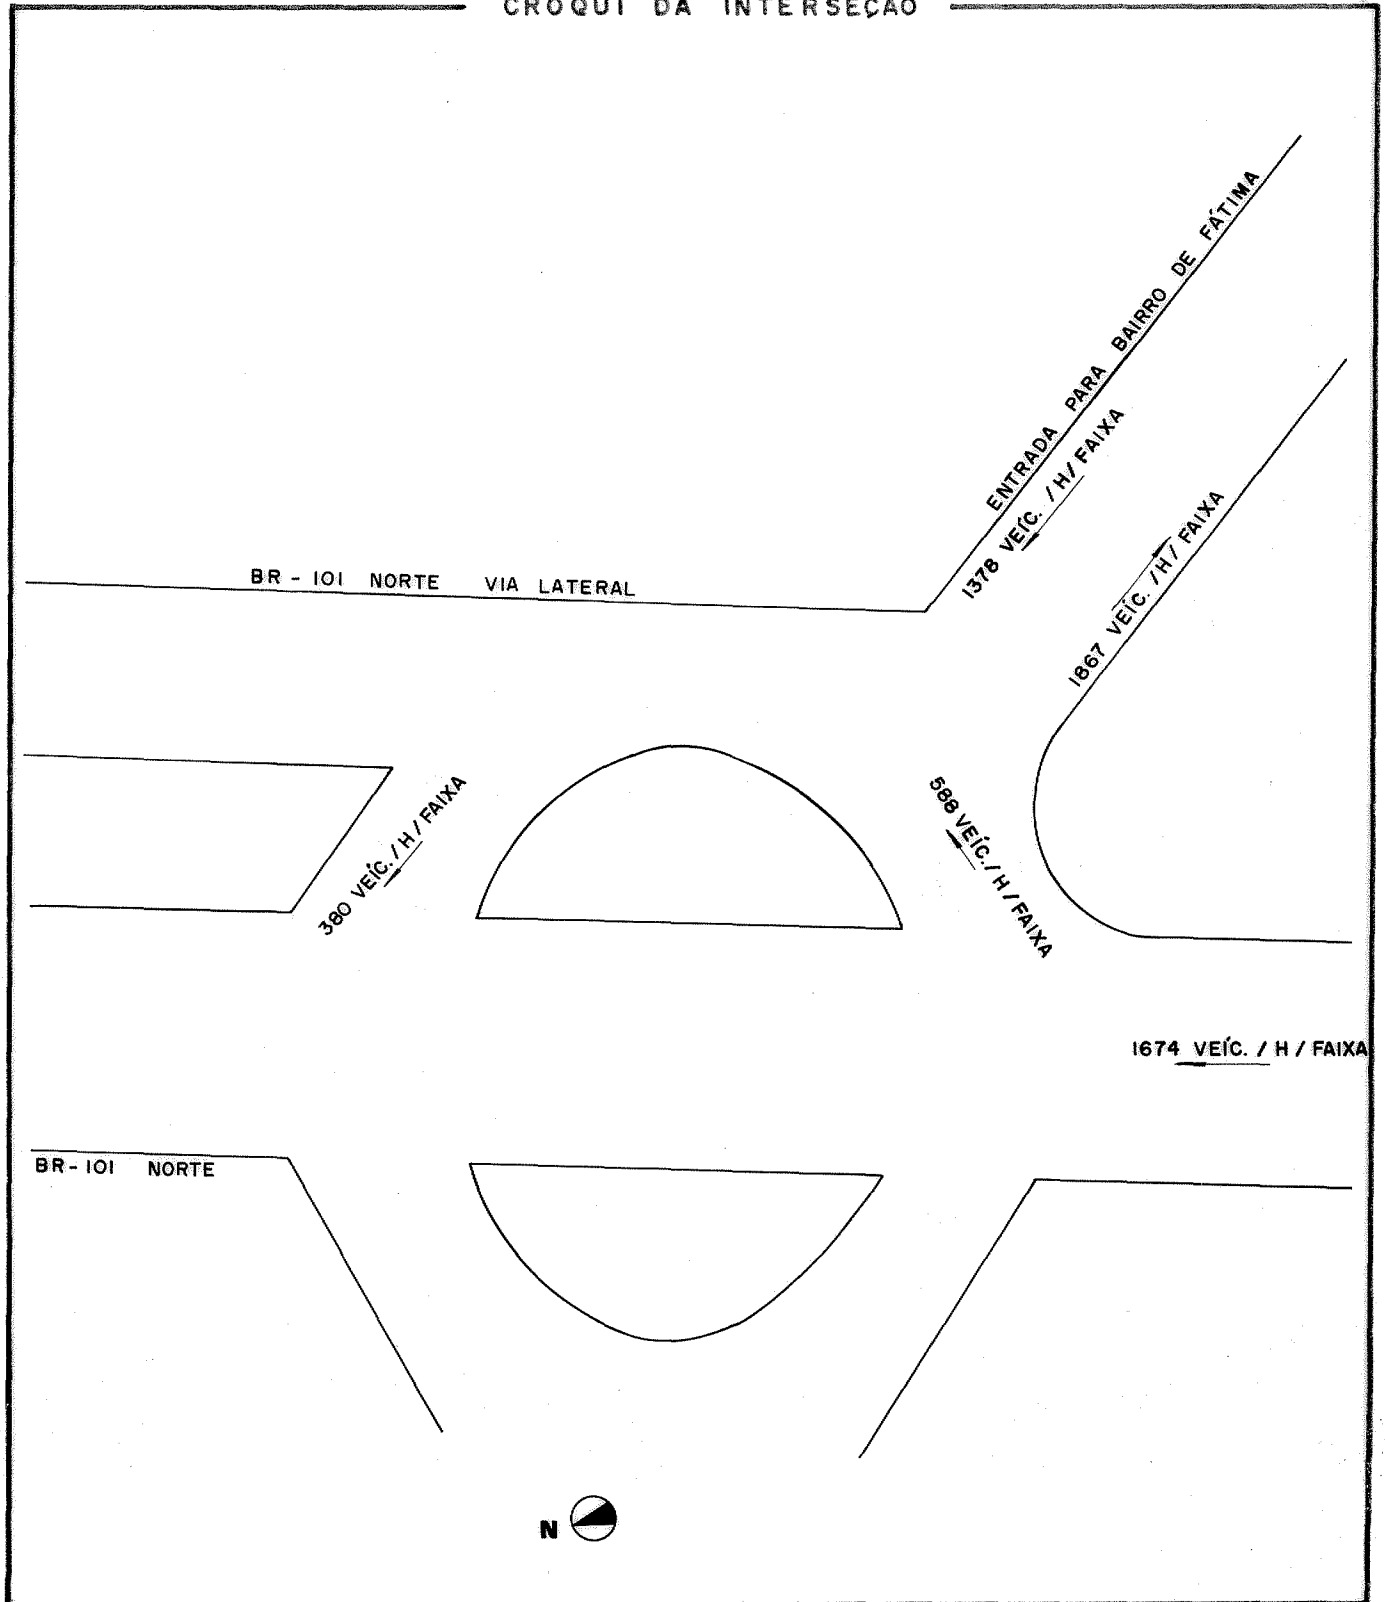 CROQUI DA INTERSEÇÃO
ENTRADA PARA BAIRRO DE FÁTIMA
1378 VEÍC. / H / FAIXA
1867 VEÍC. / H / FAIXA
BR - 101 NORTE VIA LATERAL
380 VEÍC. / H / FAIXA
588 VEÍC. / H / FAIXA
1674 VEÍC. / H / FAIXA
BR - 101 NORTE
N